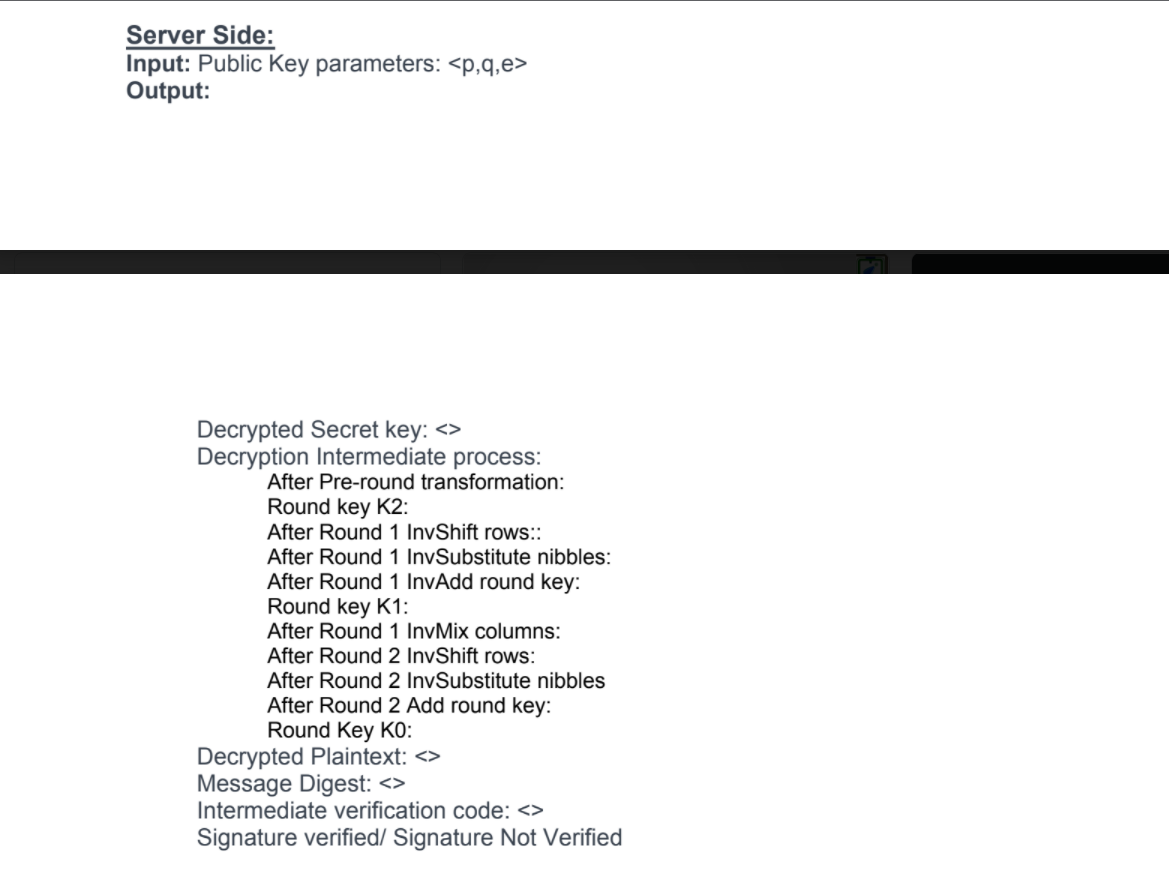 Server Side:
Input: Public Key parameters: <p,q,e>
Output:
Decrypted Secret key: <>
Decryption Intermediate process:
After Pre-round transformation:
Round key K2:
After Round 1 InvShift rows::
After Round 1 InvSubstitute nibbles:
After Round 1 InvAdd round key:
Round key K1:
After Round 1 InvMix columns:
After Round 2 InvShift rows:
After Round 2 InvSubstitute nibbles
After Round 2 Add round key:
Round Key K0:
Decrypted Plaintext: <>
Message Digest: <>
Intermediate verification code: <>
Signature verified/ Signature Not Verified